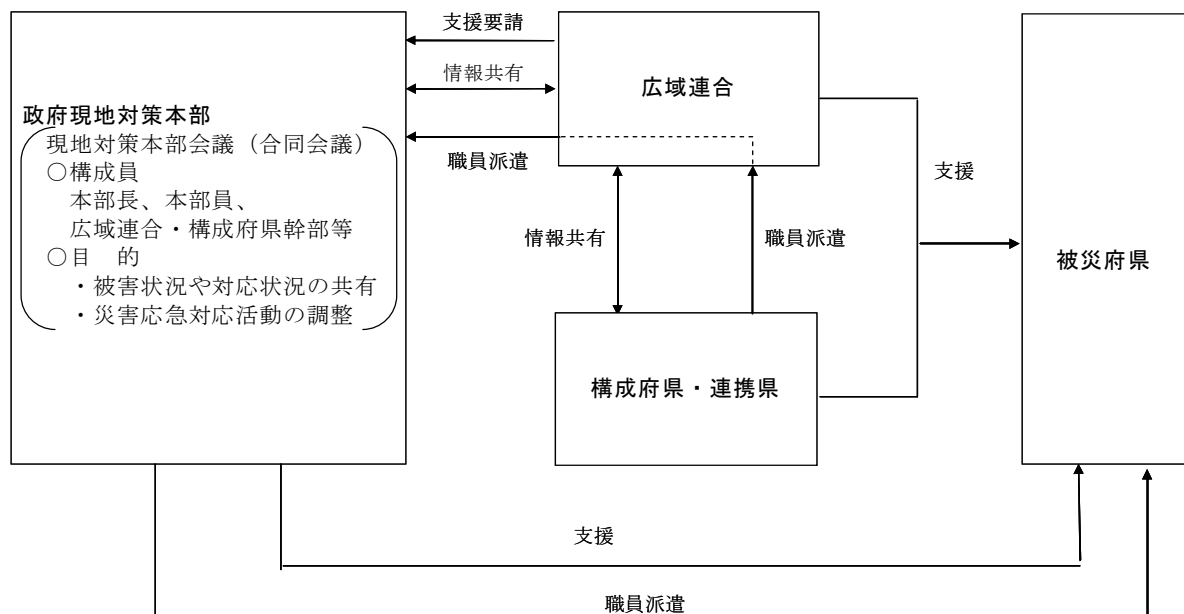 支援要請
情報共有
広域連合
政府現地対策本部
現地対策本部会議（合同会議）
○構成員
本部長、本部員、
広域連合・構成府県幹部等
○目　的
・被害状況や対応状況の共有
・災害応急対応活動の調整
職員派遣
支援
情報共有
職員派遣
被災府県
構成府県・連携県
支援
職員派遣